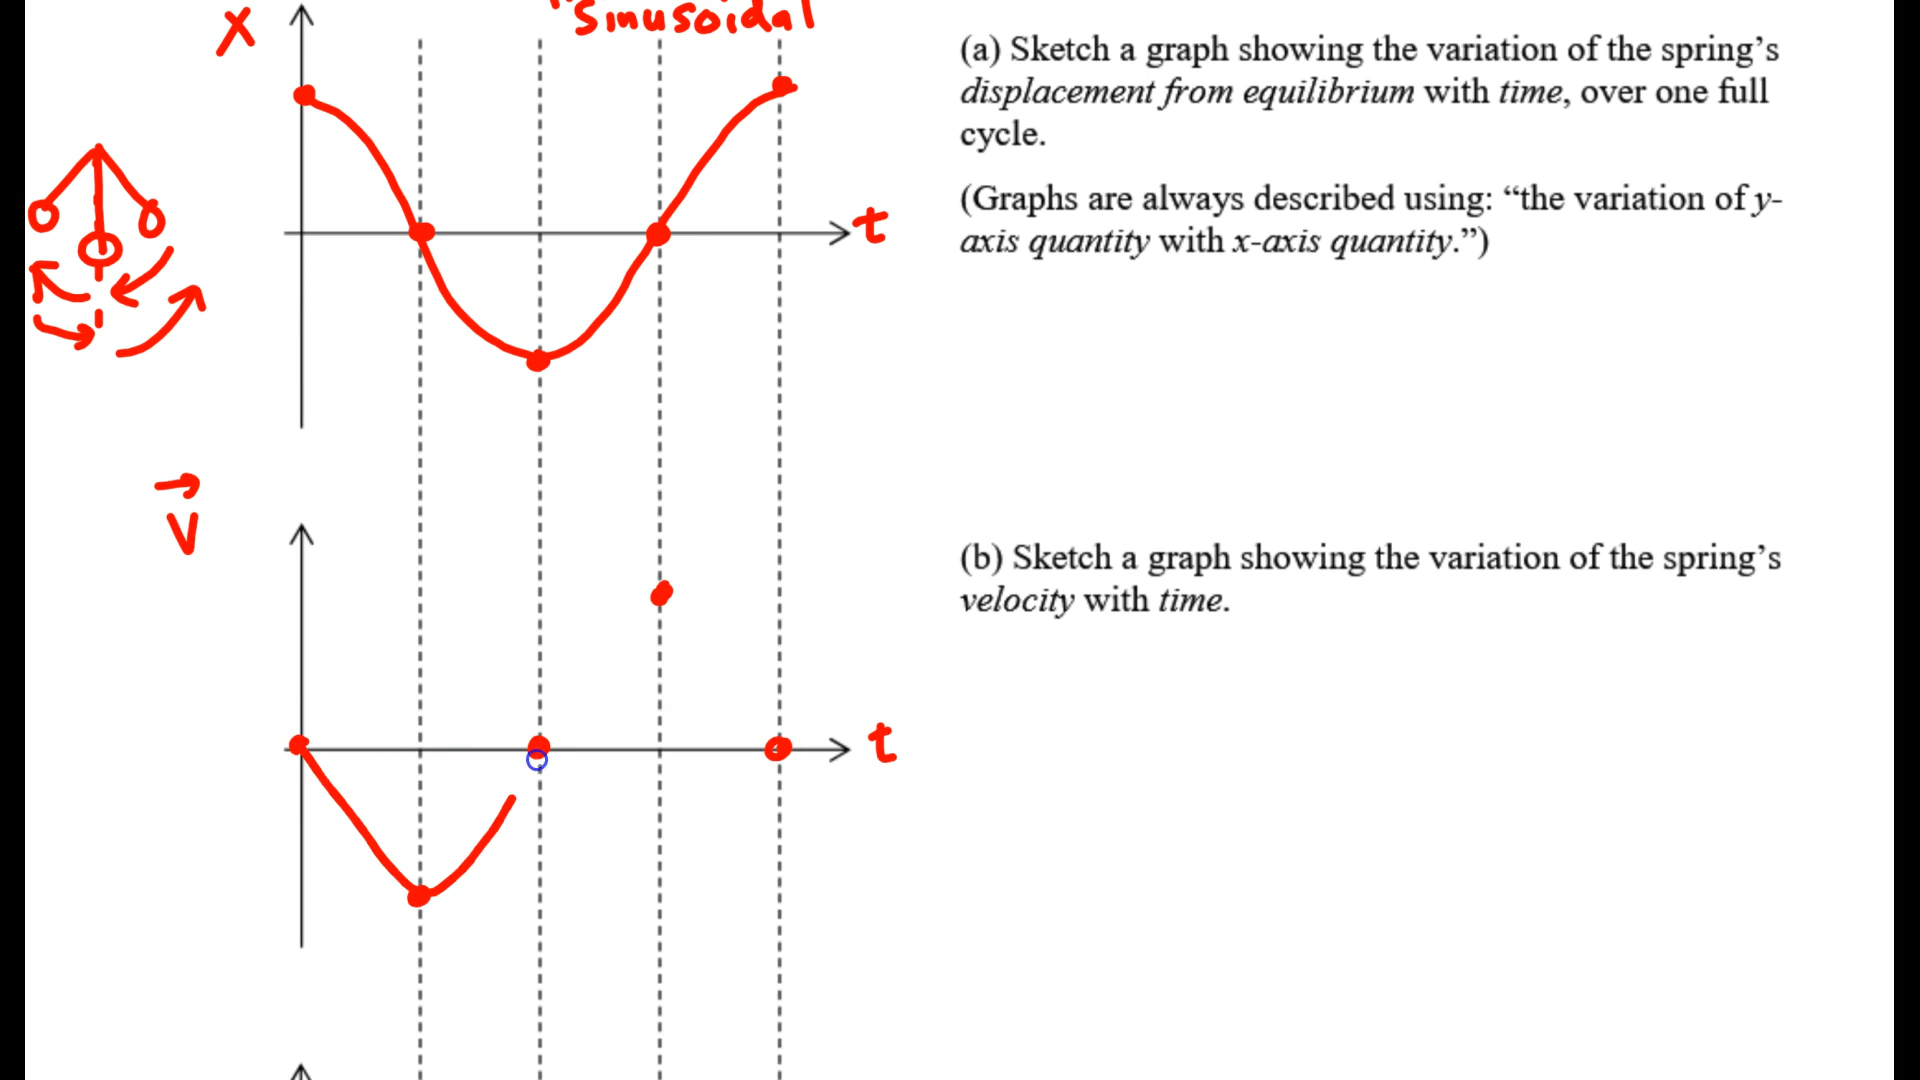 "sinusoidal
X
(a) Sketch a graph showing the variation of the spring’s
displacement from equilibrium with time, over one full
cycle.
(Graphs are always described using: “the variation of y-
axis quantity with x-axis quantity.”)
t
V
(b) Sketch a graph showing the variation of the spring’s
velocity with time.
t